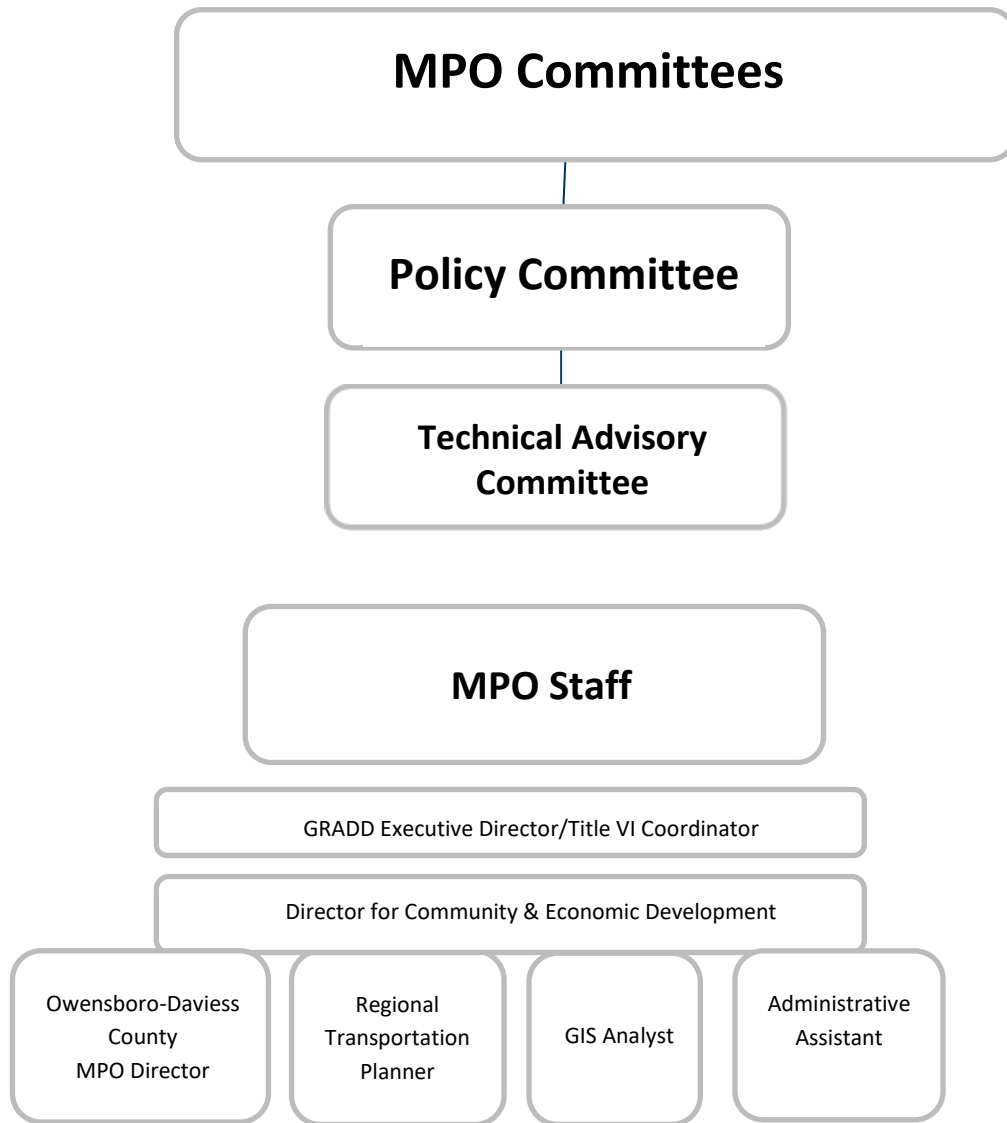 MPO Committees
Policy Committee
Technical Advisory
Committee
MPO Staff
GRADD Executive Director/Title VI Coordinator
Director for Community & Economic Development
Owensboro-Daviess
County
MPO Director
Regional
Transportation
Planner
GIS Analyst
Administrative
Assistant